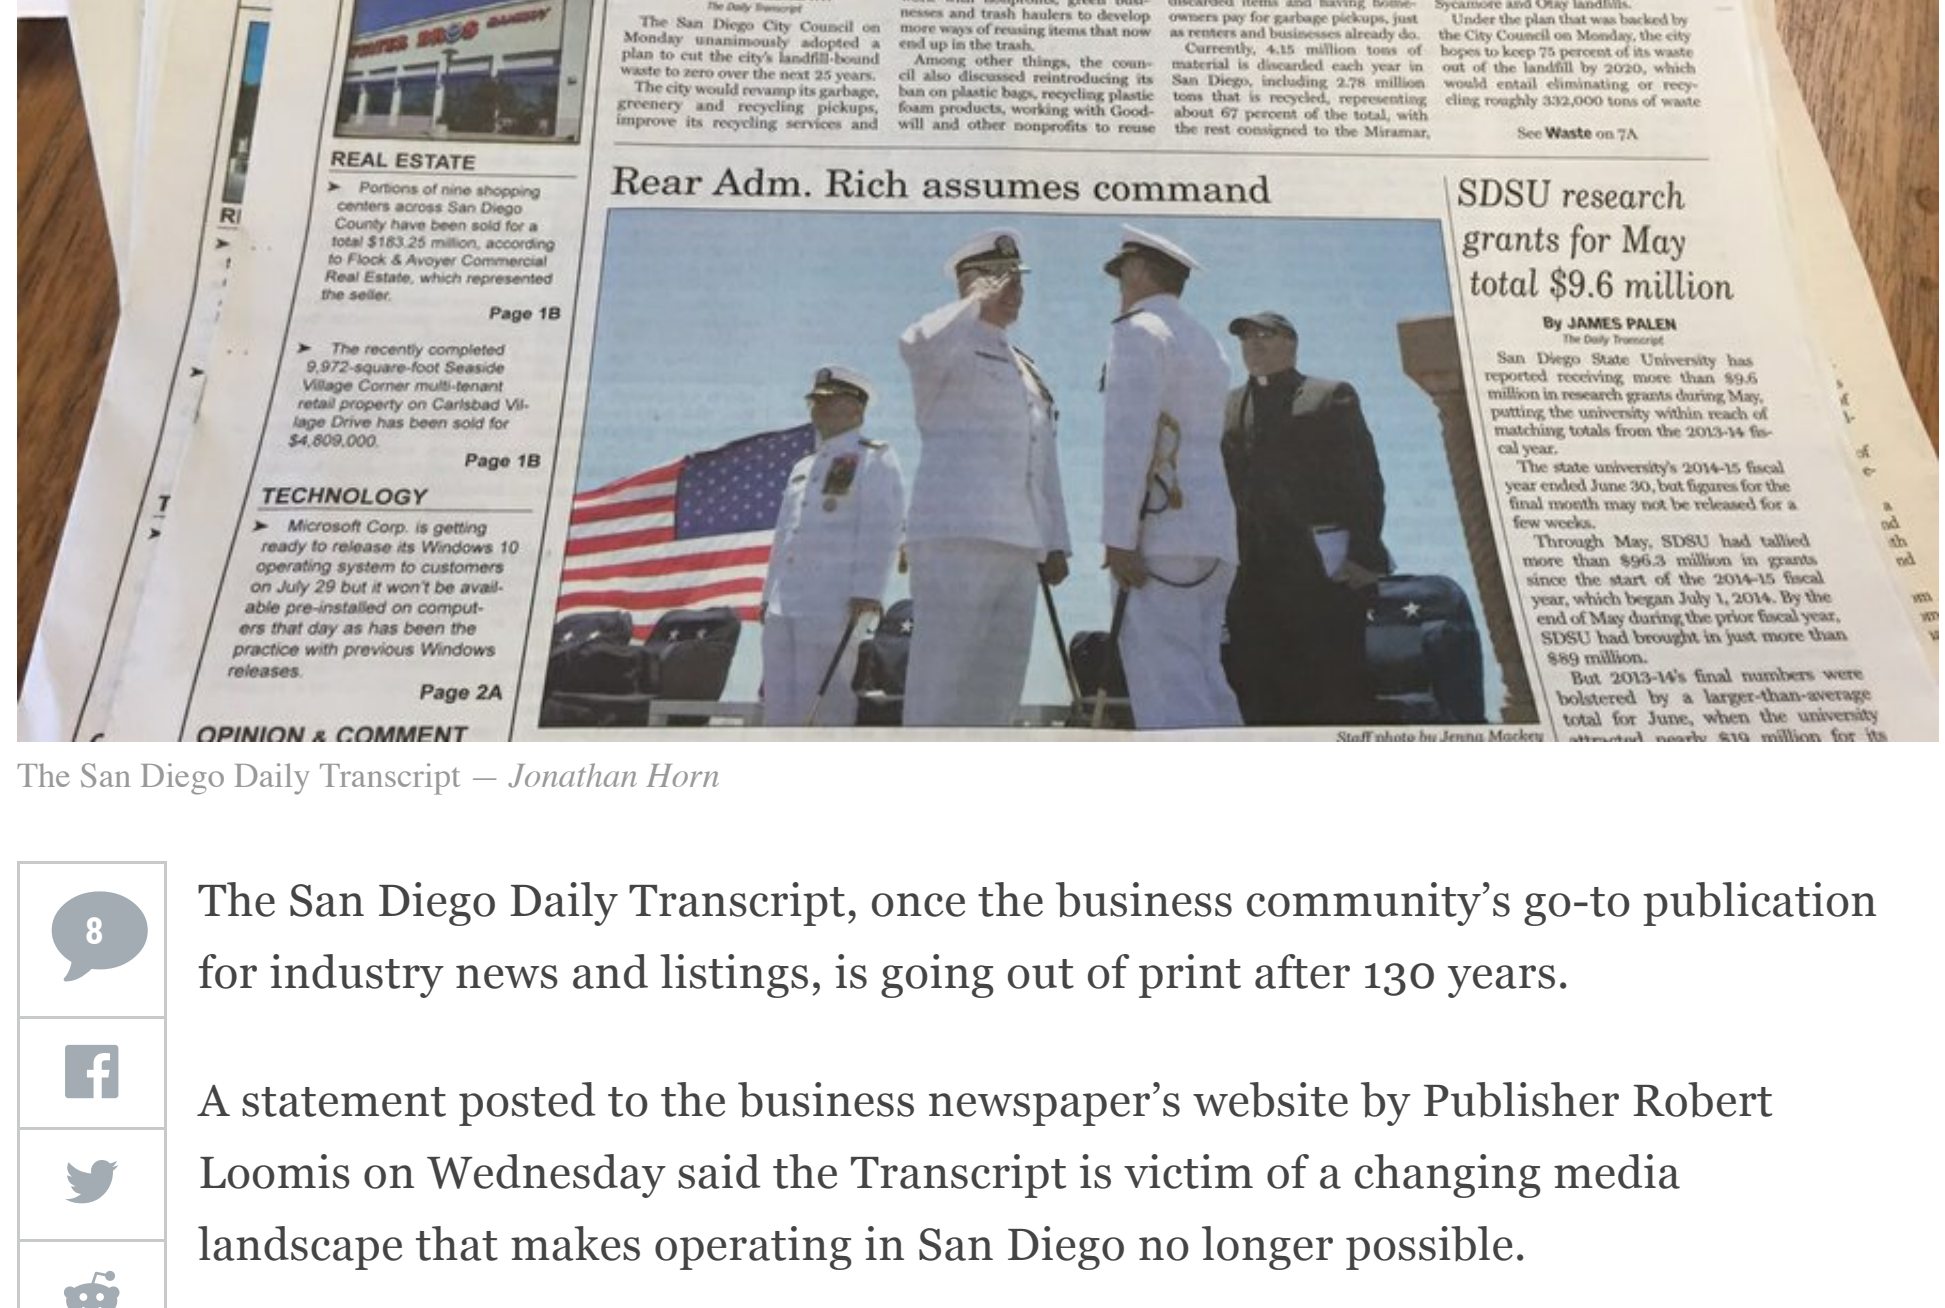 The Daily Transcript
The San Diego City Council on
Monday unanimously adopted a
plan to cut the city's landfill-bound
waste to zero over the next 25 years.
The city would revamp its garbage,
greenery and recycling pickups,
improve its recycling services and
nesses and trash haulers to develop
more ways of reusing items that now
end up in the trash.
Among other things, the coun-
cil also discussed reintroducing its
ban on plastic bags, recycling plastic
foam products, working with Good-
will and other nonprofits to reuse
discarded items and having home-
owners pay for garbage pickups, just
as renters and businesses already do.
Currently, 4.15 million tons of
material is discarded each year in
San Diego, including 2.78 million
tons that is recycled, representing
about 67 percent of the total, with
the rest consigned to the Miramar,
Sycamore and Otay landfills.
Under the plan that was backed by
the City Council on Monday, the city
hopes to keep 75 percent of its waste
out of the landfill by 2020, which
would entail eliminating or recy-
cling roughly 332,000 tons of waste
See Waste on 7A
REAL ESTATE
➤ Portions of nine shopping
centers across San Diego
County have been sold for a
total $183.25 million, according
to Flock & Avoyer Commercial
Real Estate, which represented
the seller.
Page 1B
➤ The recently completed
9,972-square-foot Seaside
Village Corner multi-tenant
retail property on Carlsbad Vil-
lage Drive has been sold for
$4,809,000.
Page 1B
TECHNOLOGY
➤ Microsoft Corp. is getting
ready to release its Windows 10
operating system to customers
on July 29 but it won't be avail-
able pre-installed on comput-
ers that day as has been the
practice with previous Windows
releases.
Page 2A
OPINION & COMMENT
Rear Adm. Rich assumes command
Staff photo by Jenna Mackey
SDSU research
grants for May
total $9.6 million
By JAMES PALEN
The Daily Transcript
San Diego State University has
reported receiving more than $9.6
million in research grants during May,
putting the university within reach of
matching totals from the 2013-14 fis-
cal year.
The state university's 2014-15 fiscal
year ended June 30, but figures for the
final month may not be released for a
few weeks.
Through May, SDSU had tallied
more than $96.3 million in grants
since the start of the 2014-15 fiscal
year, which began July 1, 2014. By the
end of May during the prior fiscal year,
SDSU had brought in just more than
$89 million.
But 2013-14's final numbers were
bolstered by a larger-than-average
total for June, when the university
attracted nearly $19 million for its
The San Diego Daily Transcript — Jonathan Horn
8
The San Diego Daily Transcript, once the business community’s go-to publication
for industry news and listings, is going out of print after 130 years.
A statement posted to the business newspaper’s website by Publisher Robert
Loomis on Wednesday said the Transcript is victim of a changing media
landscape that makes operating in San Diego no longer possible.